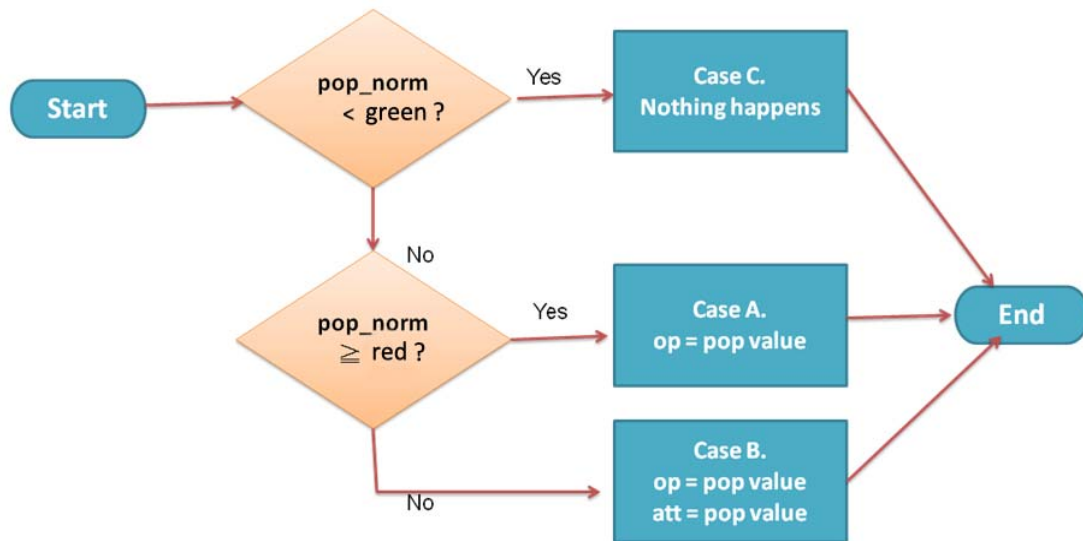 Start
pop_norm
< green ?
Yes
Case C.
Nothing happens
No
pop_norm
≧ red ?
Yes
Case A.
op = pop value
End
No
Case B.
op = pop value
att = pop value